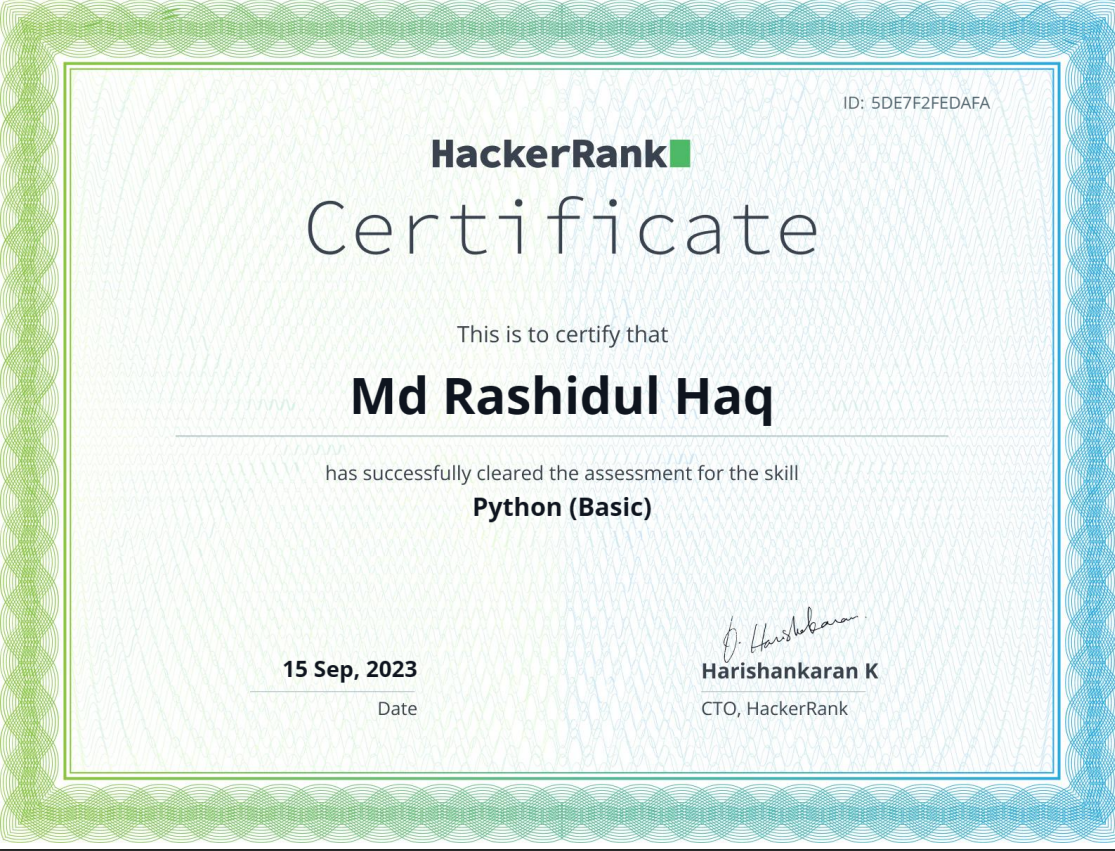 ID: 5DE7F2FEDAFA
HackerRank
Certificate
This is to certify that
Md Rashidul Haq
has successfully cleared the assessment for the skill
Python (Basic)
15 Sep, 2023
Date
Harishankaran K
CTO, HackerRank